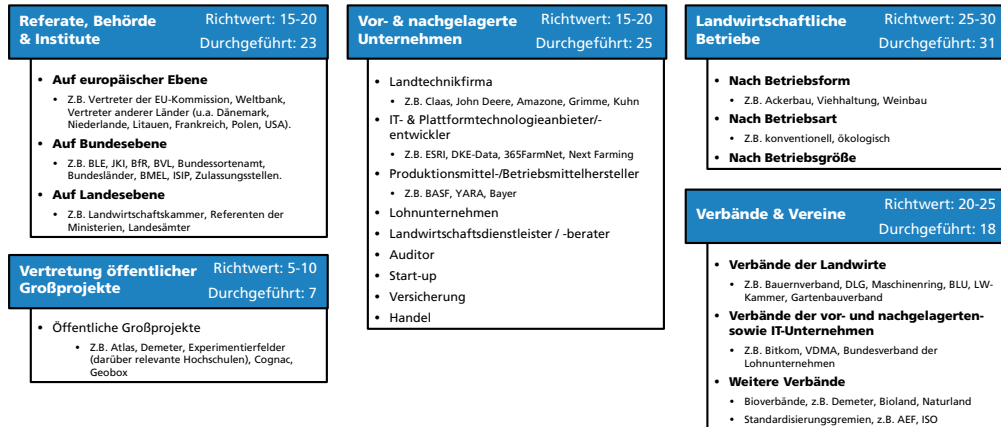 Referate, Behörde & Institute
Richtwert: 15-20
Durchgeführt: 23
• Auf europäischer Ebene
• Z.B. Vertreter der EU-Kommission, Weltbank,
Vertreter anderer Länder (u.a. Dänemark,
Niederlande, Litauen, Frankreich, Polen, USA).
• Auf Bundesebene
• Z.B. BLE, JKI, BfR, BVL, Bundessortenamt,
Bundesländer, BMEL, ISIP, Zulassungsstellen.
• Auf Landesebene
• Z.B. Landwirtschaftskammer, Referenten der
Ministerien, Landesämter
Vertretung öffentlicher
Großprojekte
Richtwert: 5-10
Durchgeführt: 7
• Öffentliche Großprojekte
• Z.B. Atlas, Demeter, Experimentierfelder
(darüber relevante Hochschulen), Cognac,
Geobox
Vor- & nachgelagerte
Unternehmen
Richtwert: 15-20
Durchgeführt: 25
• Landtechnikfirma
• Z.B. Claas, John Deere, Amazone, Grimme, Kuhn
• IT- & Plattformtechnologieanbieter/-
entwickler
• Z.B. ESRI, DKE-Data, 365FarmNet, Next Farming
• Produktionsmittel-/Betriebsmittelhersteller
• Z.B. BASF, YARA, Bayer
• Lohnunternehmen
• Landwirtschaftsdienstleister / -berater
• Auditor
• Start-up
• Versicherung
• Handel
Landwirtschaftliche
Betriebe
Richtwert: 25-30
Durchgeführt: 31
• Nach Betriebsform
• Z.B. Ackerbau, Viehhaltung, Weinbau
• Nach Betriebsart
• Z.B. konventionell, ökologisch
• Nach Betriebsgröße
Verbände & Vereine
Richtwert: 20-25
Durchgeführt: 18
• Verbände der Landwirte
• Z.B. Bauernverband, DLG, Maschinenring, BLU, LW-
Kammer, Gartenbauverband
• Verbände der vor- und nachgelagerten-
sowie IT-Unternehmen
• Z.B. Bitkom, VDMA, Bundesverband der
Lohnunternehmen
• Weitere Verbände
• Bioverbände, z.B. Demeter, Bioland, Naturland
• Standardisierungsgremien, z.B. AEF, ISO